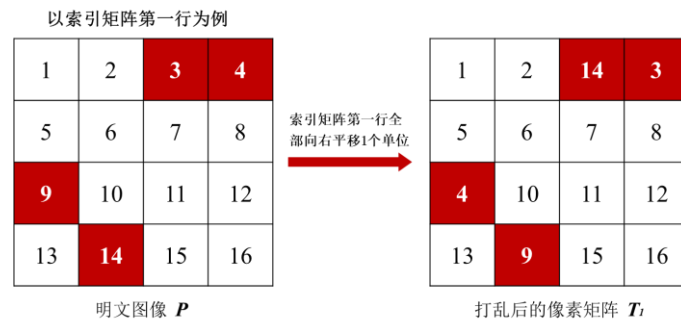 以索引矩阵第一行为例
1 2 3 4
5 6 7 8
9 10 11 12
13 14 15 16
明文图像 P
索引矩阵第一行全
部向右平移1个单位
1 2 14 3
5 6 7 8
4 10 11 12
13 9 15 16
打乱后的像素矩阵 T₁